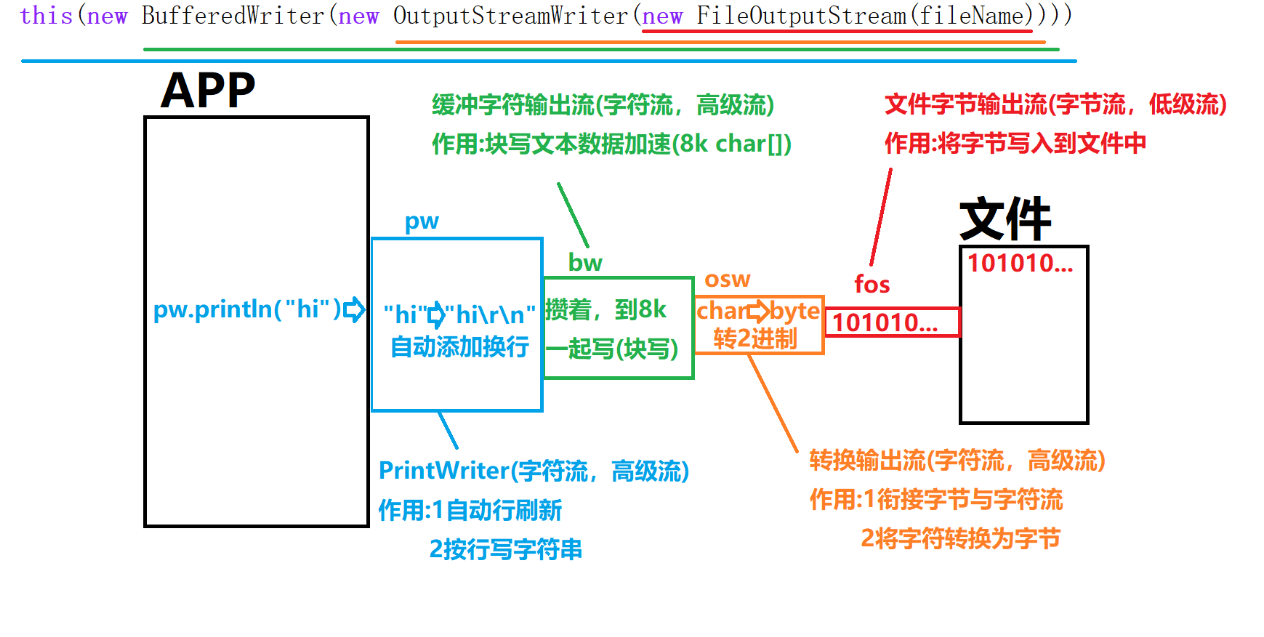 this(new BufferedWriter(new OutputStreamWriter(new FileOutputStream(fileName))))
APP
缓冲字符输出流(字符流，高级流)
作用:块写文本数据加速(8k char[])
文件字节输出流(字节流，低级流)
作用:将字节写入到文件中
文件
101010...
pw
bw
osw
fos
pw.println("hi")
"hi" "hi\r\n"
自动添加换行
攒着，到8k
一起写(块写)
char byte
转2进制
101010...
PrintWriter(字符流，高级流)
作用:1自动行刷新
2按行写字符串
转换输出流(字符流，高级流)
作用:1衔接字节与字符流
2将字符转换为字节